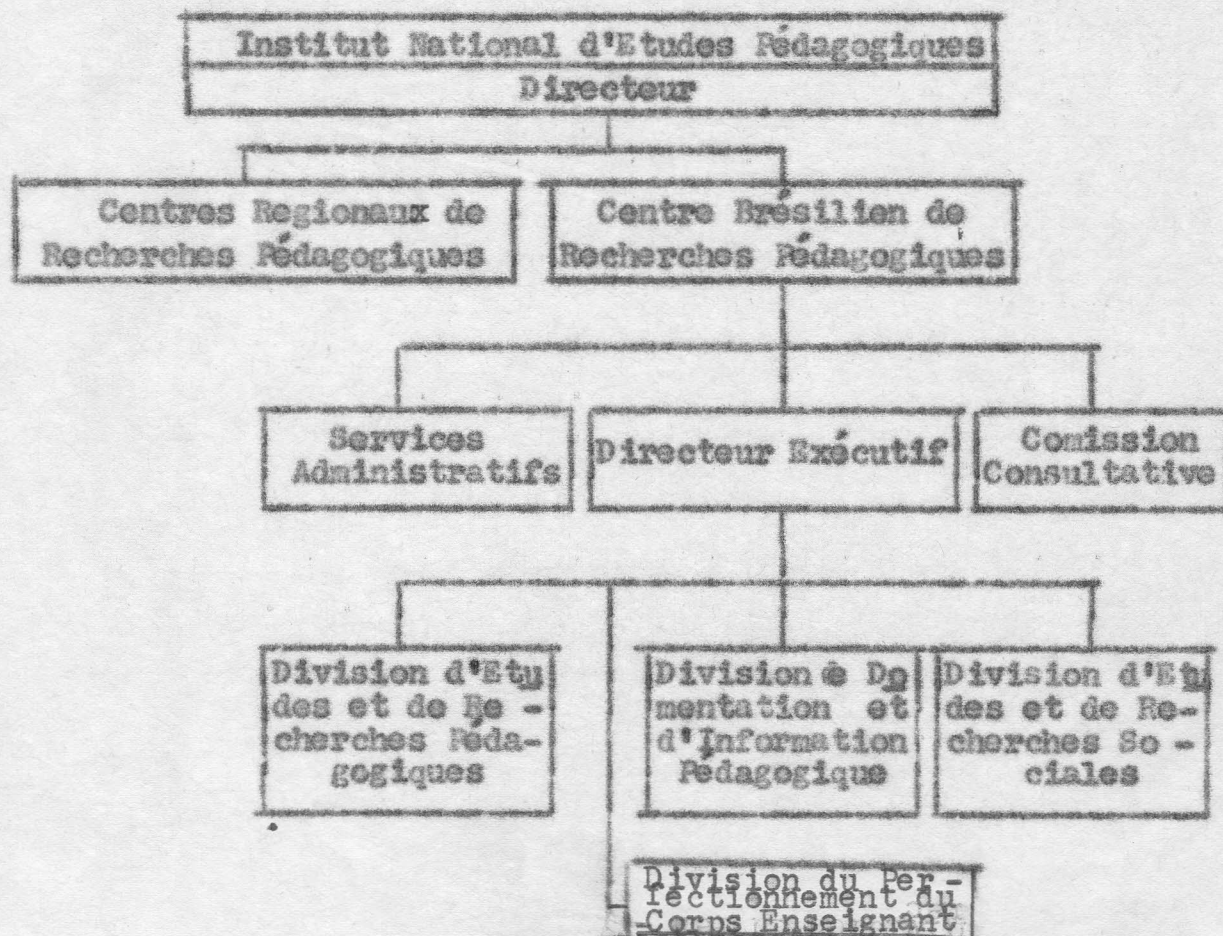 Institut National d'Etudes Pédagogiques
Directeur
Centres Regionaux de
Recherches Pédagogiques
Centre Brésilien de
Recherches Pédagogiques
Services
Administratifs
Directeur Exécutif
Comission
Consultative
Division d'Etu
des et de Re -
cherches Péda-
gogiques
Division e Do
mentation et
d'Information
Pédagogique
Division d'Etu
des et de Re-
cherches So -
ciales
Division du Per -
fectionnement du
-Corps Enseignant